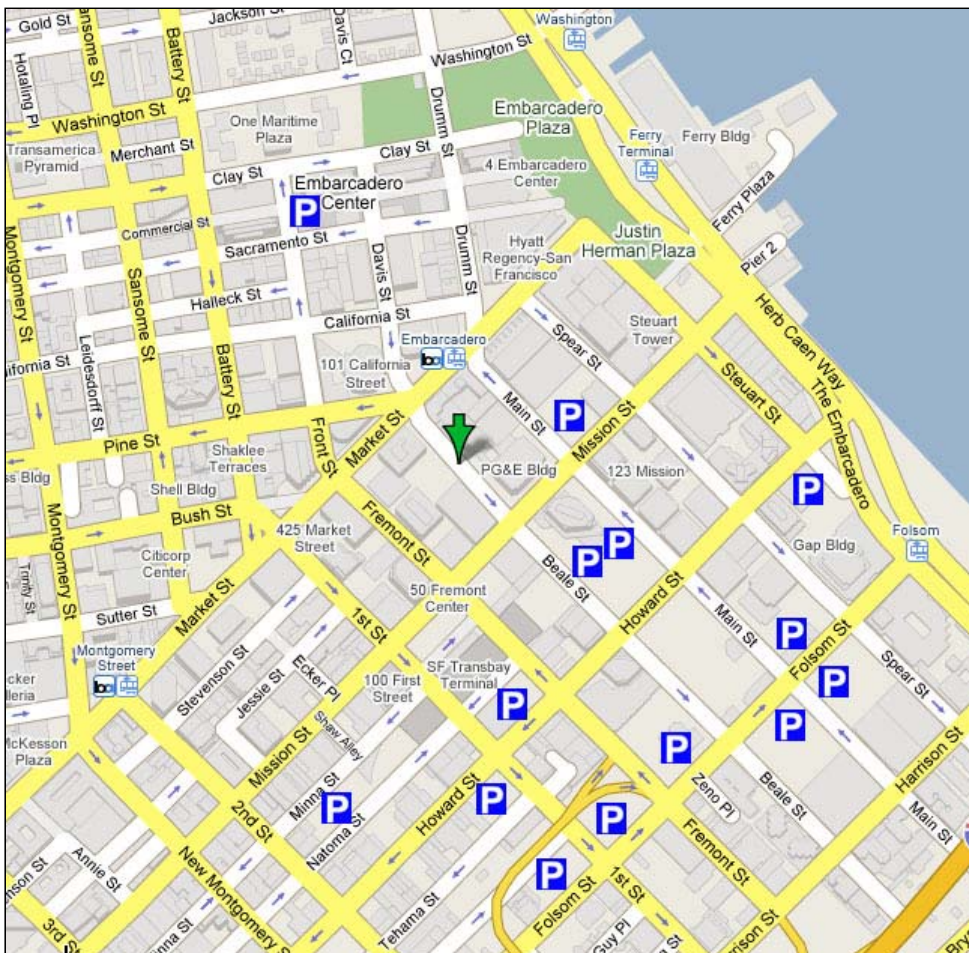 Gold St
Jackson St
Washington
Hotaling Pl
Sansome St
Battery St
Davis Ct
Washington St
Washington St
Drumm St
Embarcadero
Plaza
One Maritime
Plaza
Ferry
Terminal
Ferry Bldg
Transamerica
Pyramid
Merchant St
Clay St
Clay St
4 Embarcadero
Center
Embarcadero
Center
P
Ferry Plaza
Commercial St
Sacramento St
Hyatt
Regency-San
Francisco
Justin
Herman Plaza
Pier 2
Montgomery St
Sansome St
Davis St
Drumm St
Halleck St
California St
Spear St
Steuart
Tower
Herb Caen Way
Leidesdorff St
Embarcadero
101 California
Street
Battery St
Steuart St
The Embarcadero
Main St
P
Mission St
Pine St
Front St
Market St
Shaklee
Terraces
PG&E Bldg
123 Mission
Shell Bldg
P
Bush St
Fremont St
425 Market
Street
Folsom
Montgomery St
Citicorp
Center
P
P
Gap Bldg
Trinity St
Beale St
50 Fremont
Center
Howard St
Sutter St
Market St
1st St
Main St
P
Folsom St
Montgomery
Street
Stevenson St
Ecker Pl
SF Transbay
Terminal
Spear St
Jessie St
100 First
Street
P
P
Shaw Alley
P
P
McKesson
Plaza
Mission St
Harrison St
Minna St
P
2nd St
Howard St
P
P
Zeno Pl
Beale St
Natoma St
Main St
Annie St
New Montgomery St
Fremont St
P
Folsom St
1st St
3rd St
Tehama St
Guy Pl